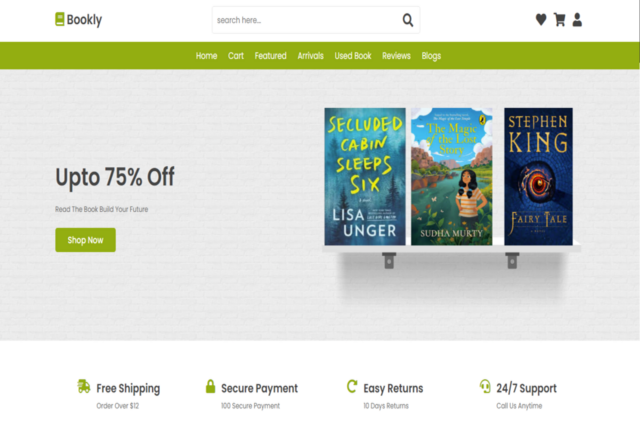 Bookly
search here...
Home Cart Featured Arrivals Used Book Reviews Blogs
Upto 75% Off
Read The Book Build Your Future
Shop Now
SECLUDED
CABIN
SLEEPS
SIX
LISA
UNGER
The Magic
of the Lost
Story
SUDHA MURTY
STEPHEN
KING
FAIRY TALE
Free Shipping
Order Over $12
Secure Payment
100 Secure Payment
Easy Returns
10 Days Returns
24/7 Support
Call Us Anytime